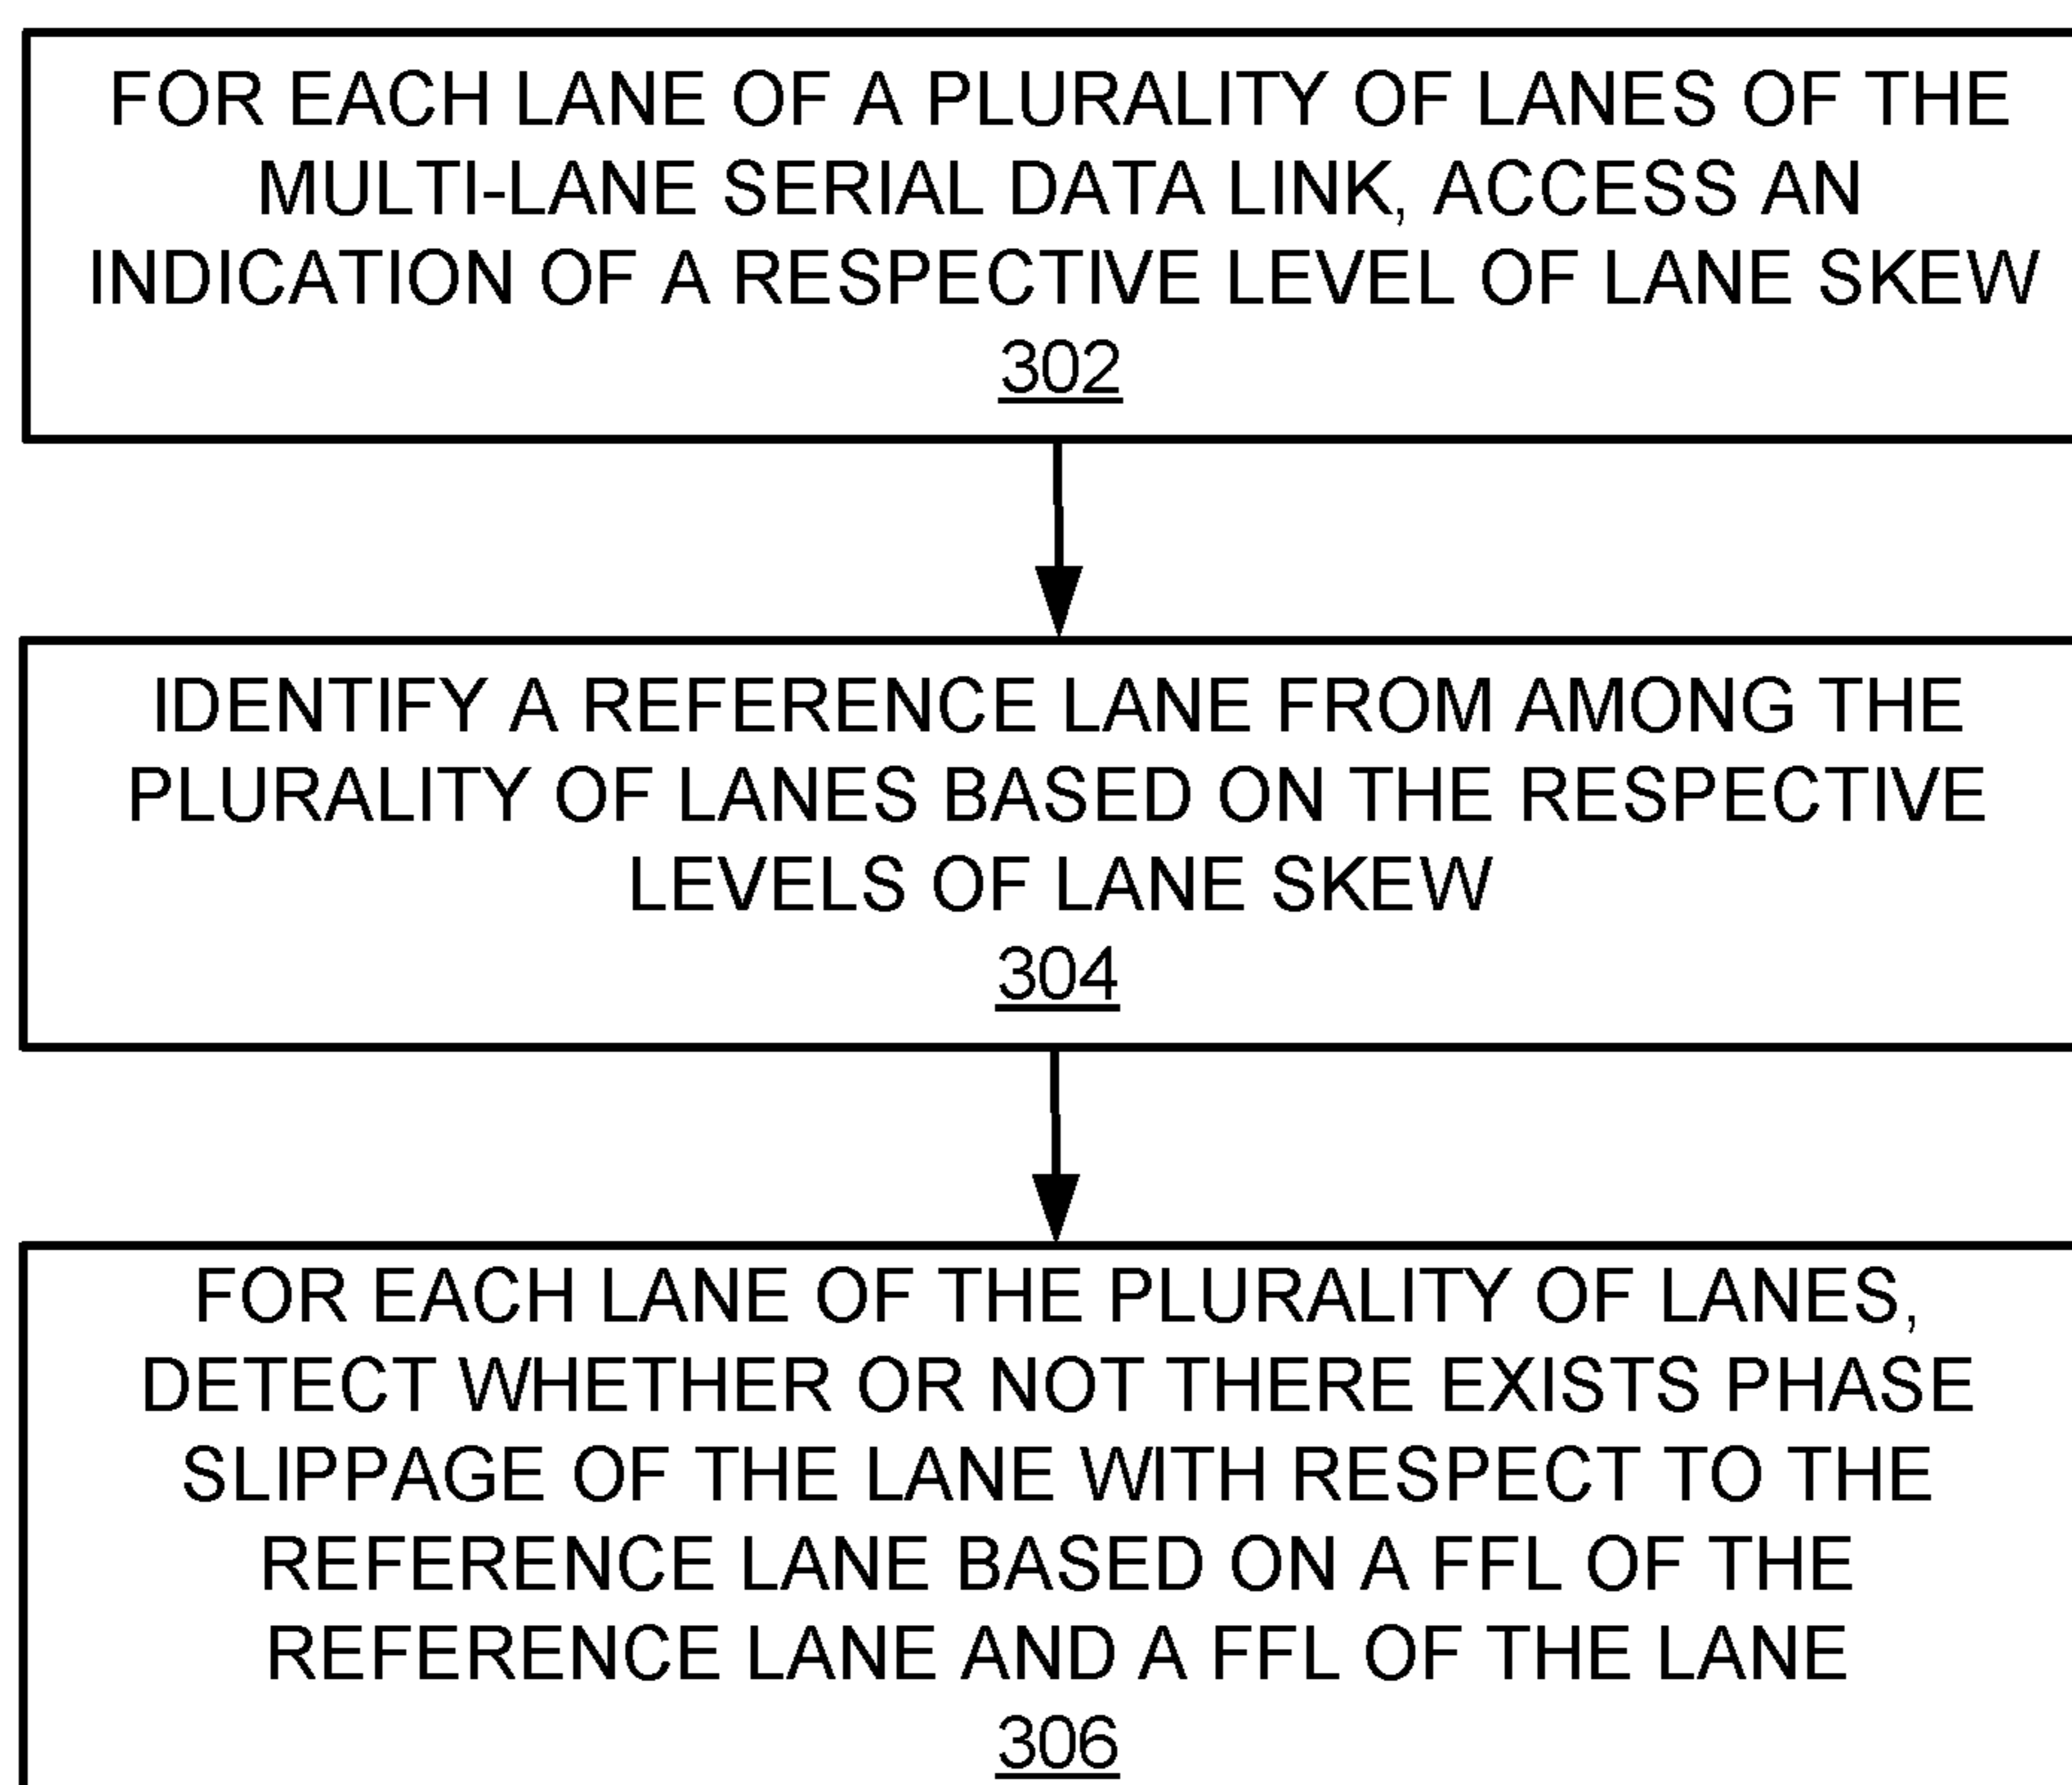 FOR EACH LANE OF A PLURALITY OF LANES OF THE
MULTI-LANE SERIAL DATA LINK, ACCESS AN
INDICATION OF A RESPECTIVE LEVEL OF LANE SKEW
302
IDENTIFY A REFERENCE LANE FROM AMONG THE
PLURALITY OF LANES BASED ON THE RESPECTIVE
LEVELS OF LANE SKEW
304
FOR EACH LANE OF THE PLURALITY OF LANES,
DETECT WHETHER OR NOT THERE EXISTS PHASE
SLIPPAGE OF THE LANE WITH RESPECT TO THE
REFERENCE LANE BASED ON A FFL OF THE
REFERENCE LANE AND A FFL OF THE LANE
306